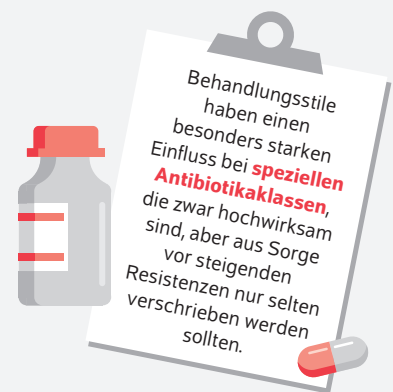 Behandlungsstile
haben einen
besonders starken
Einfluss bei speziellen
Antibiotikaklassen,
die zwar hochwirksam
sind, aber aus Sorge
vor steigenden
Resistenzen nur selten
verschrieben werden
sollten.